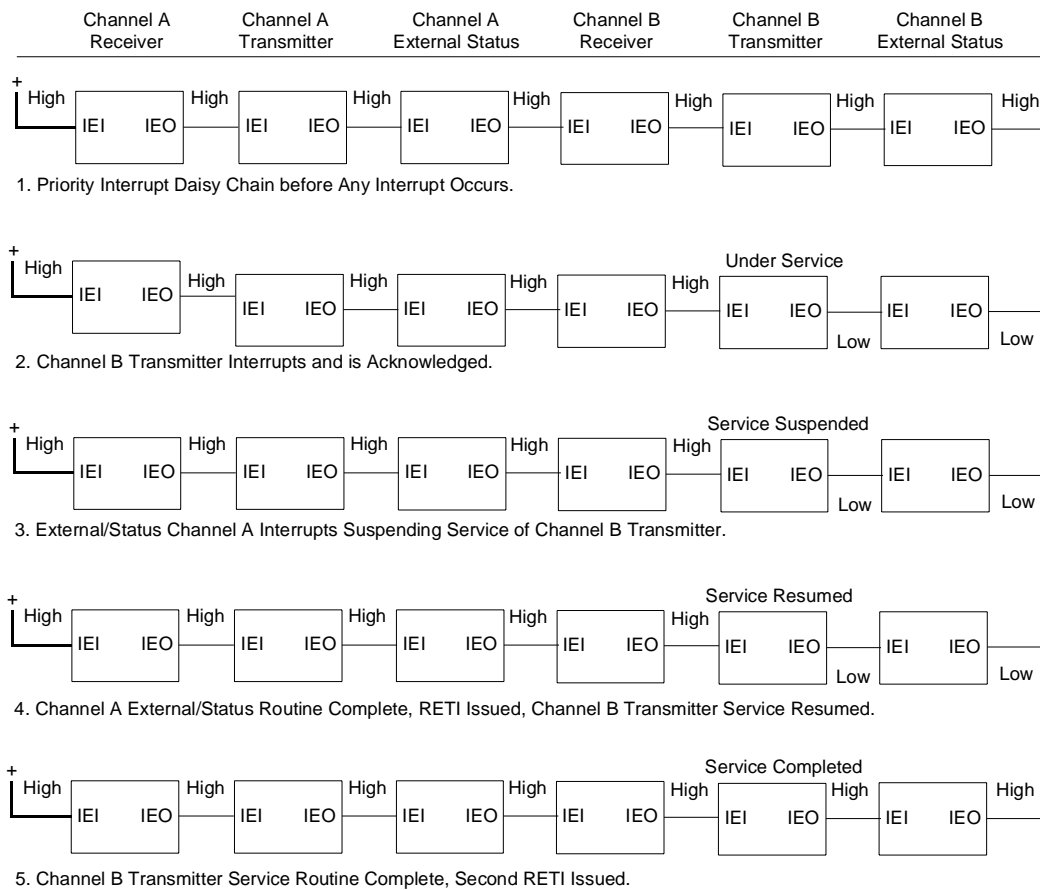 Channel A Receiver
Channel A Transmitter
Channel A External Status
Channel B Receiver
Channel B Transmitter
Channel B External Status
+
High High High High High High High
IEI IEO IEI IEO IEI IEO IEI IEO IEI IEO IEI IEO
1. Priority Interrupt Daisy Chain before Any Interrupt Occurs.
+
Under Service
High High High High High
IEI IEO IEI IEO IEI IEO IEI IEO IEI IEO IEI IEO
Low Low
2. Channel B Transmitter Interrupts and is Acknowledged.
+
Service Suspended
High High High High High
IEI IEO IEI IEO IEI IEO IEI IEO IEI IEO IEI IEO
Low Low
3. External/Status Channel A Interrupts Suspending Service of Channel B Transmitter.
+
Service Resumed
High High High High High
IEI IEO IEI IEO IEI IEO IEI IEO IEI IEO IEI IEO
Low Low
4. Channel A External/Status Routine Complete, RETI Issued, Channel B Transmitter Service Resumed.
+
Service Completed
High High High High High High High
IEI IEO IEI IEO IEI IEO IEI IEO IEI IEO IEI IEO
5. Channel B Transmitter Service Routine Complete, Second RETI Issued.